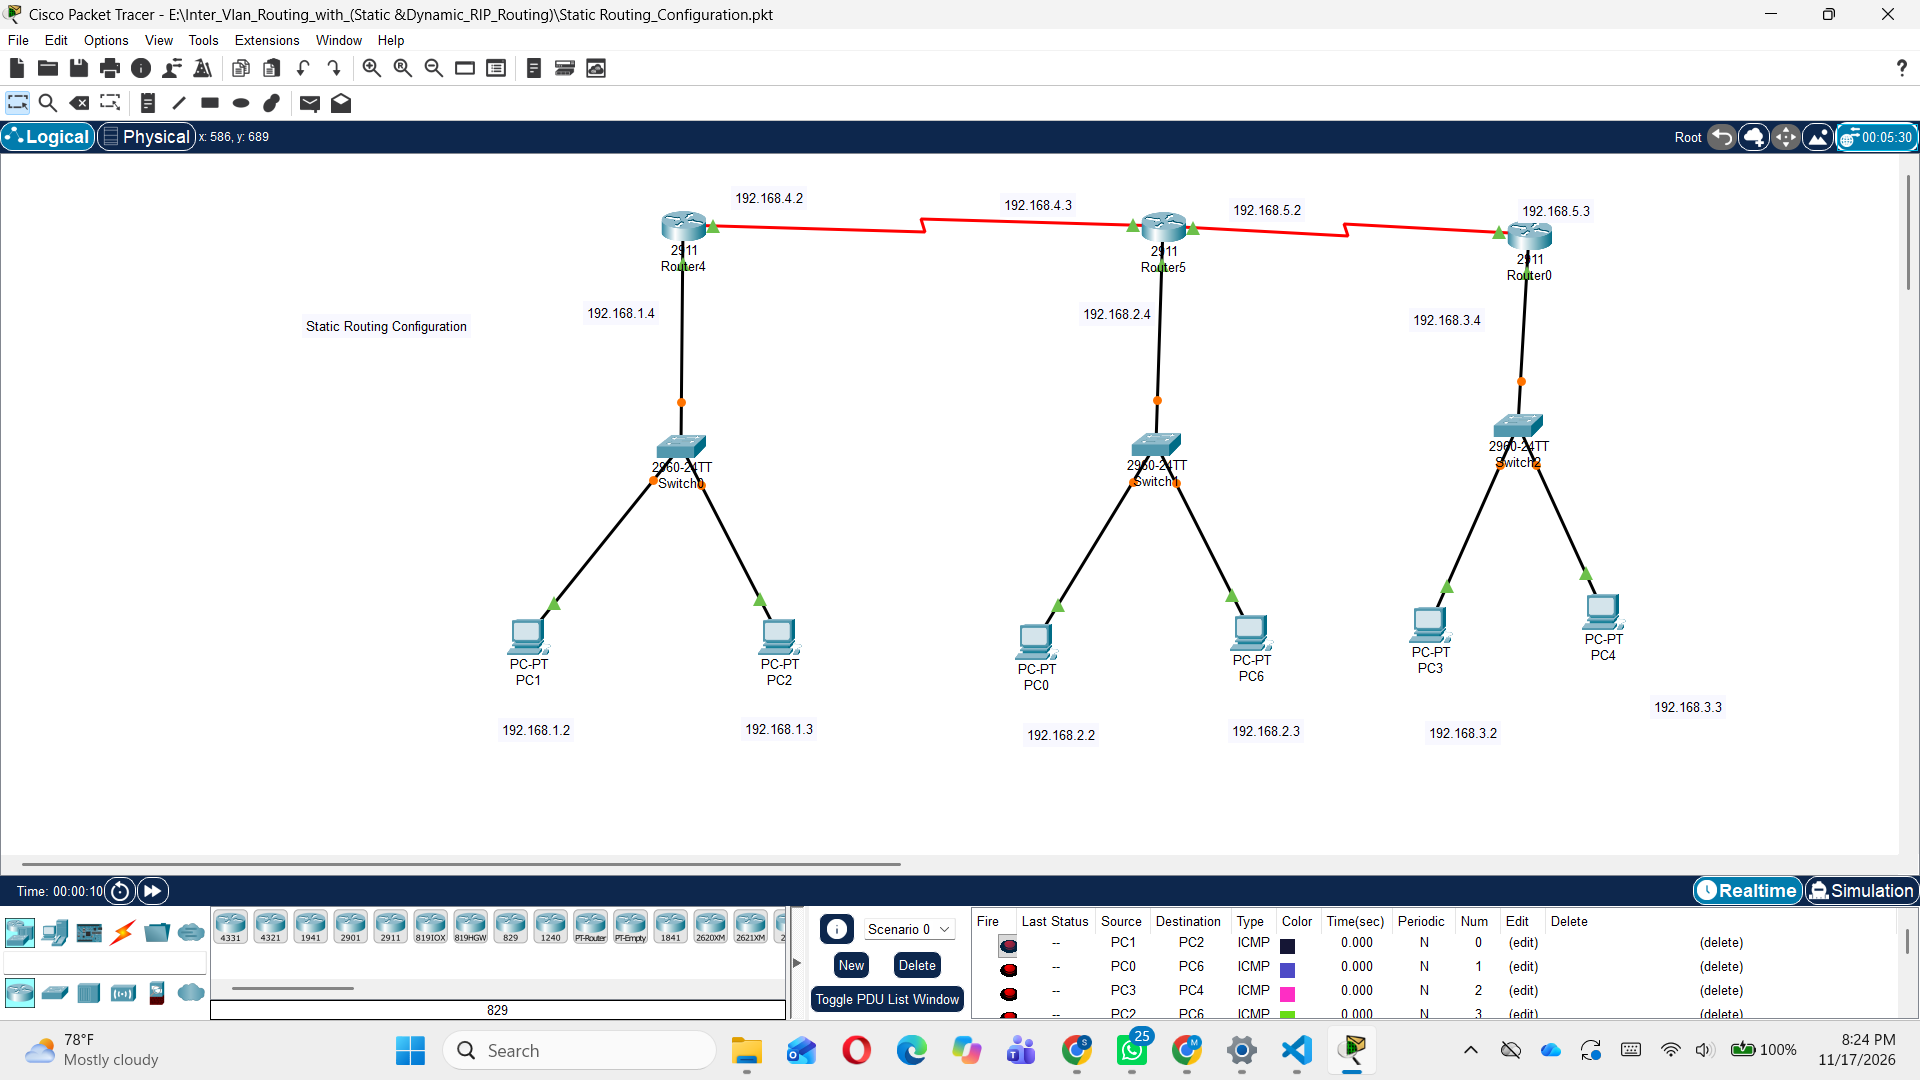 Cisco Packet Tracer - E:\Inter_Vlan_Routing_with_(Static &Dynamic_RIP_Routing)\Static Routing_Configuration.pkt
File Edit Options View Tools Extensions Window Help
?
Logical Physical x: 586, y: 689 Root 00:05:30
192.168.4.2 192.168.4.3 192.168.5.2 192.168.5.3
2911 2911 2911
Router4 Router5 Router0
192.168.1.4 192.168.2.4 192.168.3.4
Static Routing Configuration
2960-24TT 2960-24TT 2960-24TT
Switch0 Switch1 Switch2
PC-PT PC-PT PC-PT PC-PT PC-PT PC-PT
PC1 PC2 PC0 PC6 PC3 PC4
192.168.1.2 192.168.1.3 192.168.2.2 192.168.2.3 192.168.3.2 192.168.3.3
Time: 00:00:10 Realtime Simulation
4331 4321 1941 2901 2911 819IOX 819HGW 829 1240 PT-Router PT-Empty 1841 2620XM 2621XM 2
829
Scenario 0
New Delete
Toggle PDU List Window
Fire Last Status Source Destination Type Color Time(sec) Periodic Num Edit Delete
-- PC1 PC2 ICMP 0.000 N 0 (edit) (delete)
-- PC0 PC6 ICMP 0.000 N 1 (edit) (delete)
-- PC3 PC4 ICMP 0.000 N 2 (edit) (delete)
-- PC2 PC6 ICMP 0.000 N 3 (edit) (delete)
78°F
Mostly cloudy
Search
25
100%
8:24 PM
11/17/2026